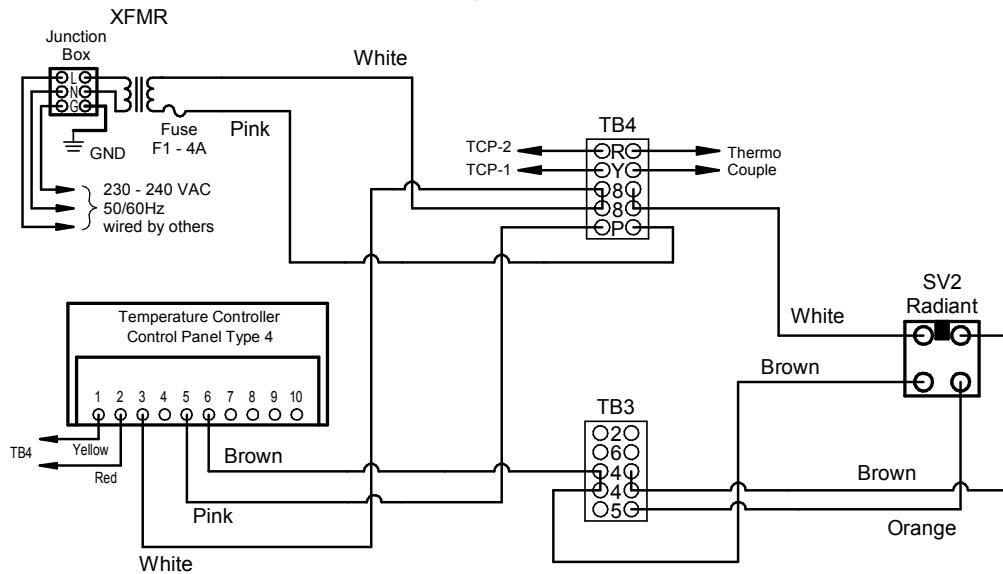 XFMR
Junction
Box
L
N
G
GND
Fuse
F1 - 4A
White
Pink
230 - 240 VAC
50/60Hz
wired by others
TB4
TCP-2
R
Thermo
TCP-1
Y
Couple
8
8
P
Temperature Controller
Control Panel Type 4
1 2 3 4 5 6 7 8 9 10
TB4
Yellow
Red
Brown
Pink
White
SV2
Radiant
White
Brown
TB3
2
6
4
4
5
Brown
Orange